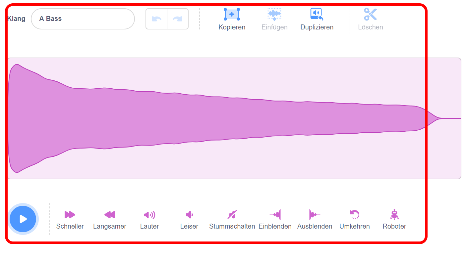 Klang A Bass
Kopieren Einfügen Duplizieren Löschen
Schneller Langsamer Lauter Leiser Stummschalten Einblenden Ausblenden Umkehren Roboter